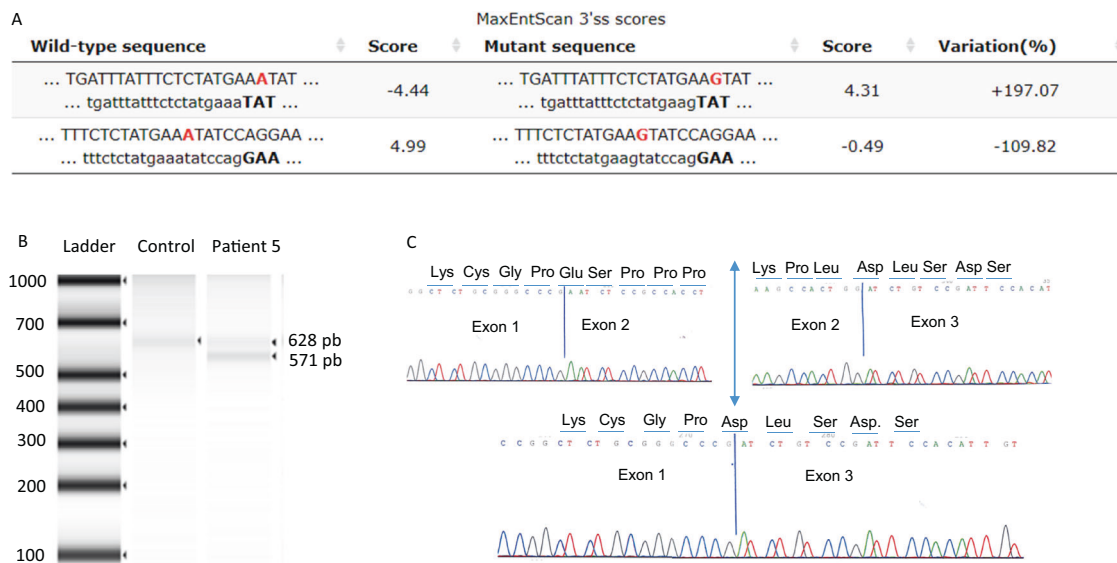 A
MaxEntScan 3'ss scores
Wild-type sequence Score Mutant sequence Score Variation(%)
... TGATTTATTTCTCTATGAAATAT ... -4.44 ... TGATTTATTTCTCTATGAAGTAT ... 4.31 +197.07
... tgatttatttctctatgaaaTAT ... ... tgatttatttctctatgaagTAT ...
... TTTCTCTATGAAATATCCAGGAA ... 4.99 ... TTTCTCTATGAAGTATCCAGGAA ... -0.49 -109.82
... tttctctatgaaatatccagGAA ... ... tttctctatgaagtatccagGAA ...
B
Ladder Control Patient 5
1000
700
500
400
300
200
100
628 pb
571 pb
C
Lys Cys Gly Pro Glu Ser Pro Pro Pro
G G C T C T G C G G G C C C G A A T C T C C G C C A C C T
Exon 1 Exon 2
Lys Pro Leu Asp Leu Ser Asp Ser
A A G C C A C T G G A T C T G T C C G A T T C C A C A T
Exon 2 Exon 3
Lys Cys Gly Pro Asp Leu Ser Asp. Ser
C C G G C T C T G C G G G C C C G A T C T G T C C G A T T C C A C A T T G T
Exon 1 Exon 3